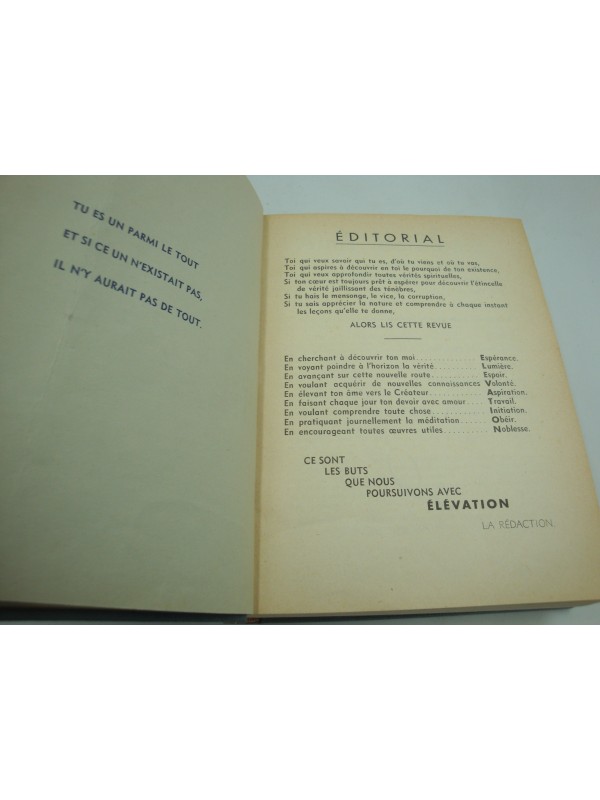 TU ES UN PARMI LE TOUT
ET SI CE UN N'EXISTAIT PAS,
IL N'Y AURAIT PAS DE TOUT.
ÉDITORIAL
Toi qui veux savoir qui tu es, d'où tu viens et où tu vas,
Toi qui aspires à découvrir en toi le pourquoi de ton existence,
Toi qui veux approfondir toutes vérités spirituelles,
Si ton cœur est toujours prêt à espérer pour découvrir l'étincelle
de vérité jaillissant des ténèbres,
Si tu hais le mensonge, le vice, la corruption,
Si tu sais apprécier la nature et comprendre à chaque instant
les leçons qu'elle te donne,
ALORS LIS CETTE REVUE
En cherchant à découvrir ton moi............... Espérance.
En voyant poindre à l'horizon la vérité......... Lumière.
En avançant sur cette nouvelle route........... Espoir.
En voulant acquérir de nouvelles connaissances Volonté.
En élevant ton âme vers le Créateur........... Aspiration.
En faisant chaque jour ton devoir avec amour.... Travail.
En voulant comprendre toute chose............ Initiation.
En pratiquant journellement la méditation...... Obéir.
En encourageant toutes œuvres utiles.......... Noblesse.
CE SONT
LES BUTS
QUE NOUS
POURSUIVONS AVEC
ÉLÉVATION
LA RÉDACTION.